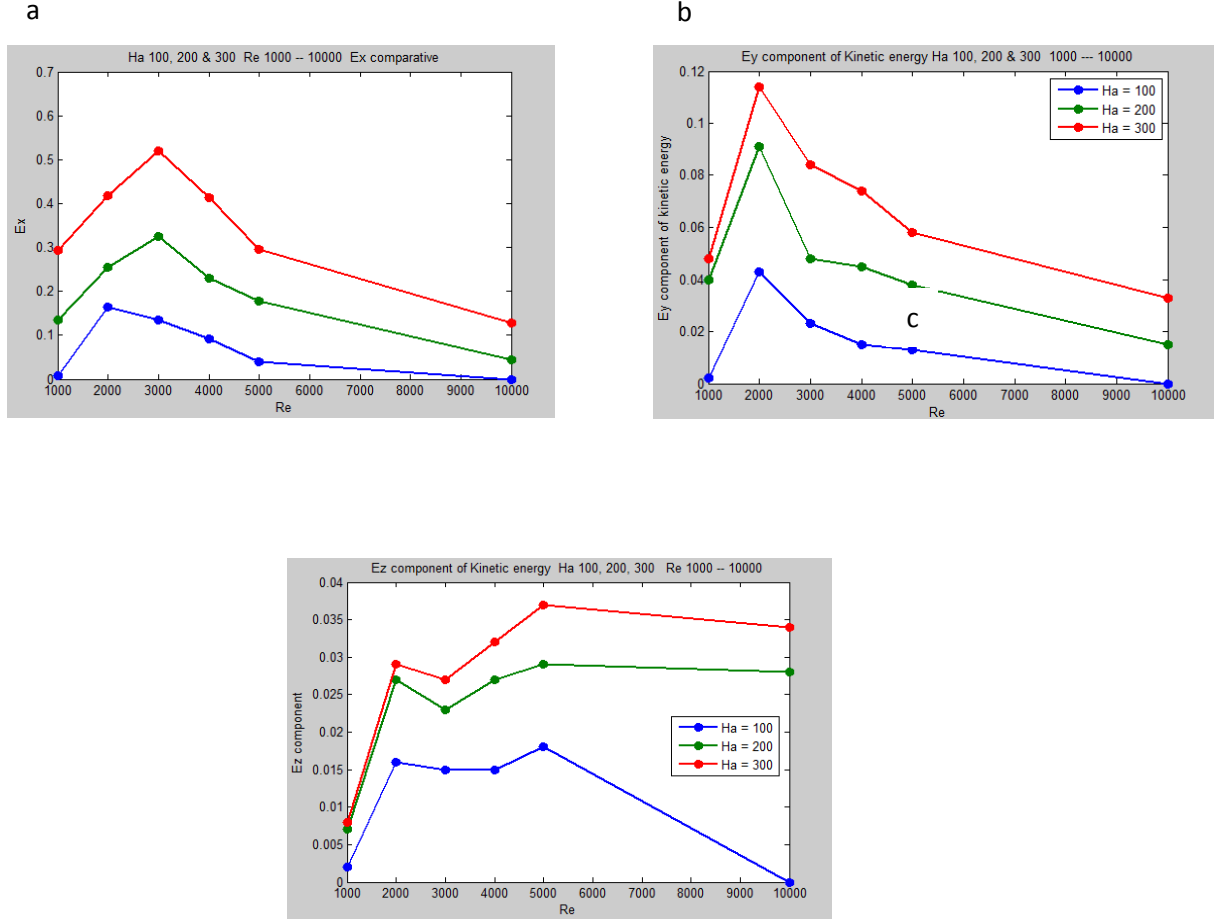 a
Ha 100, 200 & 300 Re 1000 -- 10000 Ex comparative
0.7
0.6
0.5
0.4
0.3
0.2
0.1
0
Ex
1000 2000 3000 4000 5000 6000 7000 8000 9000 10000
Re
b
Ey component of Kinetic energy Ha 100, 200 & 300 1000 --- 10000
0.12
0.1
0.08
0.06
0.04
0.02
0
Ey component of kinetic energy
Ha = 100
Ha = 200
Ha = 300
1000 2000 3000 4000 5000 6000 7000 8000 9000 10000
Re
c
Ez component of Kinetic energy Ha 100, 200, 300 Re 1000 -- 10000
0.04
0.035
0.03
0.025
0.02
0.015
0.01
0.005
0
Ez component
Ha = 100
Ha = 200
Ha = 300
1000 2000 3000 4000 5000 6000 7000 8000 9000 10000
Re